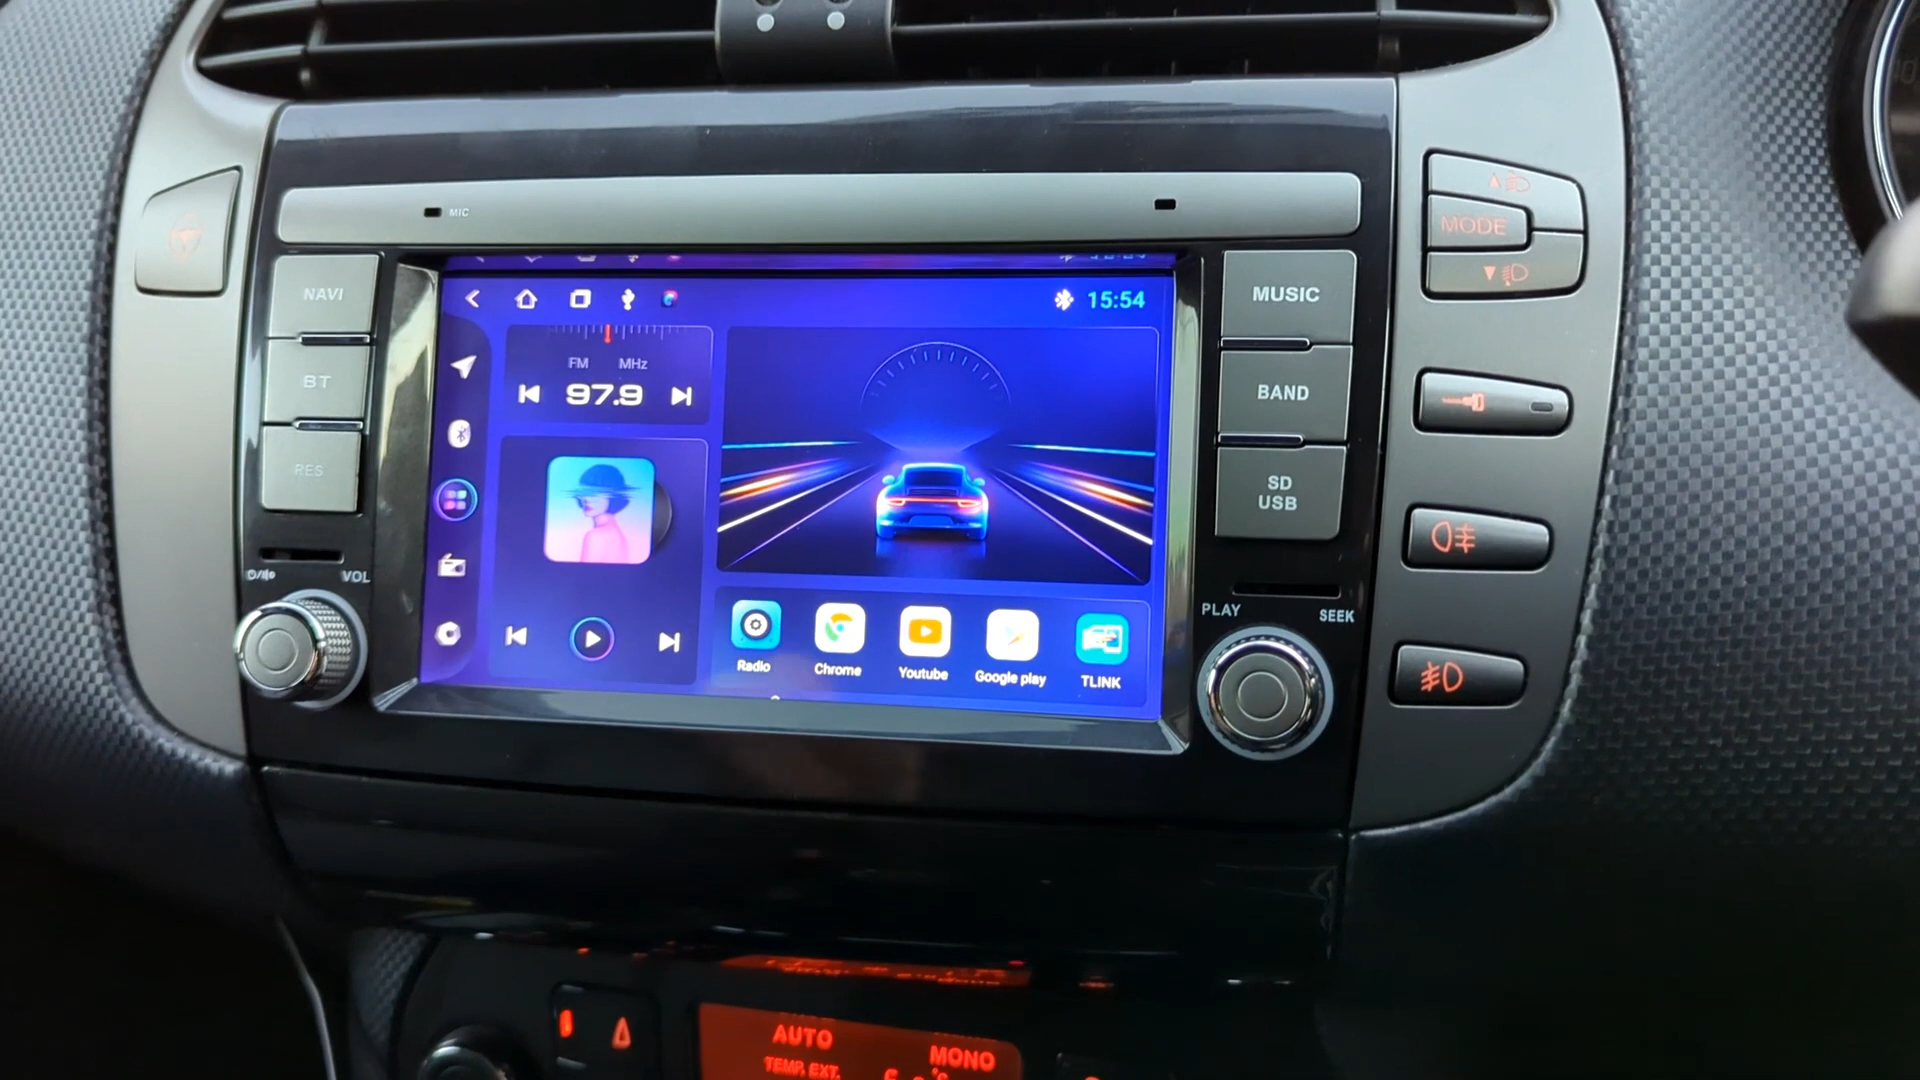 MIC
NAVI
BT
RES
VOL
15:54
FM MHz
97.9
Radio
Chrome
Youtube
Google play
TLINK
MUSIC
BAND
SD
USB
PLAY
SEEK
MODE
AUTO
MONO
TEMP. EXT.
°C